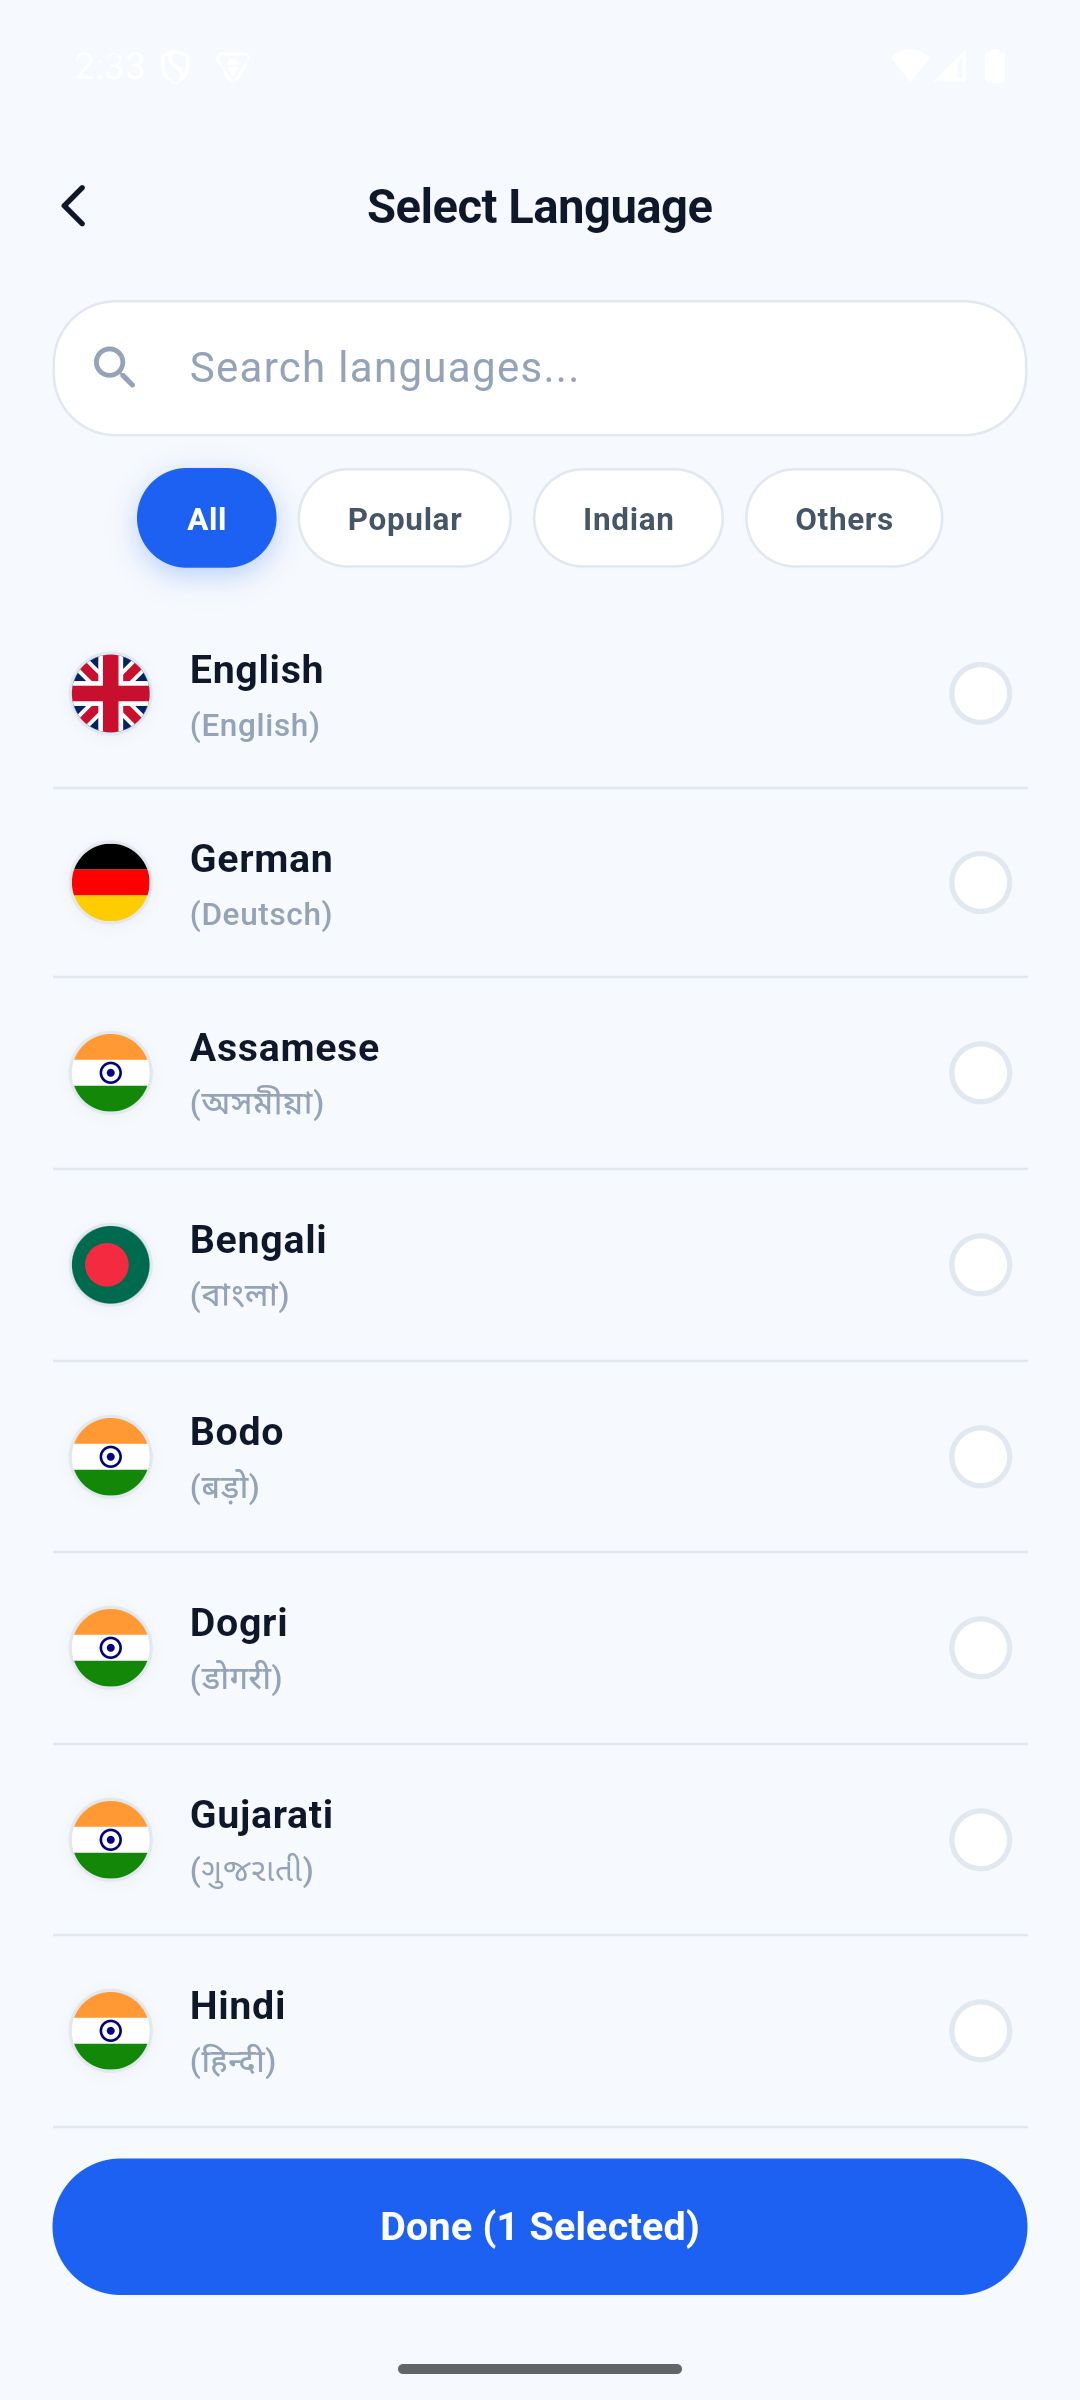 2:33
Select Language
Search languages...
All
Popular
Indian
Others
English
(English)
German
(Deutsch)
Assamese
(অসমীয়া)
Bengali
(বাংলা)
Bodo
(बड़ो)
Dogri
(डोगरी)
Gujarati
(ગુજરાતી)
Hindi
(हिन्दी)
Done (1 Selected)